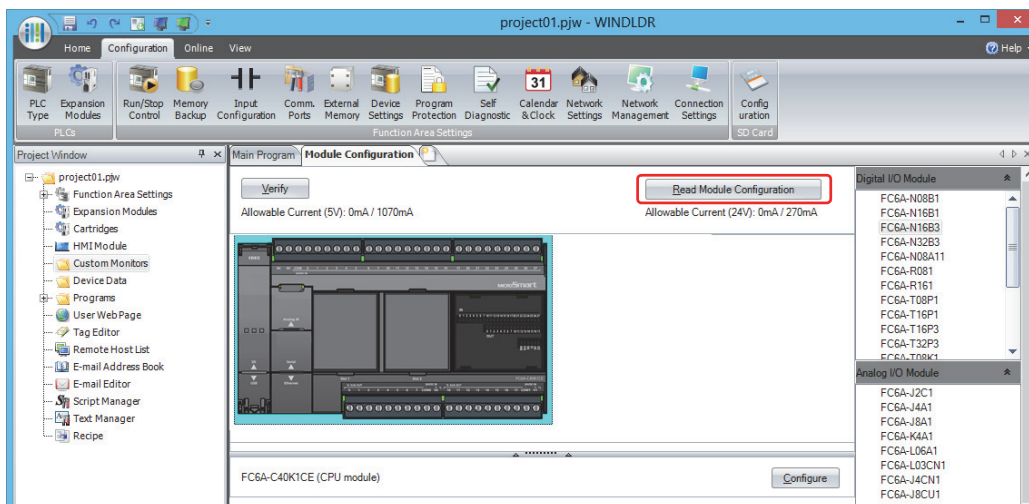 project01.pjw - WINDLDR
Home Configuration Online View Help
PLC Type
Expansion Modules
Run/Stop Control
Memory Backup
Input Configuration
Comm. Ports
External Memory
Device Settings
Program Protection
Self Diagnostic
Calendar & Clock
31
Network Settings
Network Management
Connection Settings
Config uration
PLCs
Function Area Settings
SD Card
Project Window
project01.pjw
Function Area Settings
Expansion Modules
Cartridges
HMI Module
Custom Monitors
Device Data
Programs
User Web Page
Tag Editor
Remote Host List
E-mail Address Book
E-mail Editor
Script Manager
Text Manager
Recipe
Main Program Module Configuration
Verify
Read Module Configuration
Allowable Current (5V): 0mA / 1070mA
Allowable Current (24V): 0mA / 270mA
MICROSmart
FC6A-C40K1CE (CPU module)
Configure
Digital I/O Module
FC6A-N08B1
FC6A-N16B1
FC6A-N16B3
FC6A-N32B3
FC6A-N08A11
FC6A-R081
FC6A-R161
FC6A-T08P1
FC6A-T16P1
FC6A-T16P3
FC6A-T32P3
FC6A-T08K1
Analog I/O Module
FC6A-J2C1
FC6A-J4A1
FC6A-J8A1
FC6A-K4A1
FC6A-L06A1
FC6A-L03CN1
FC6A-J4CN1
FC6A-J8CU1